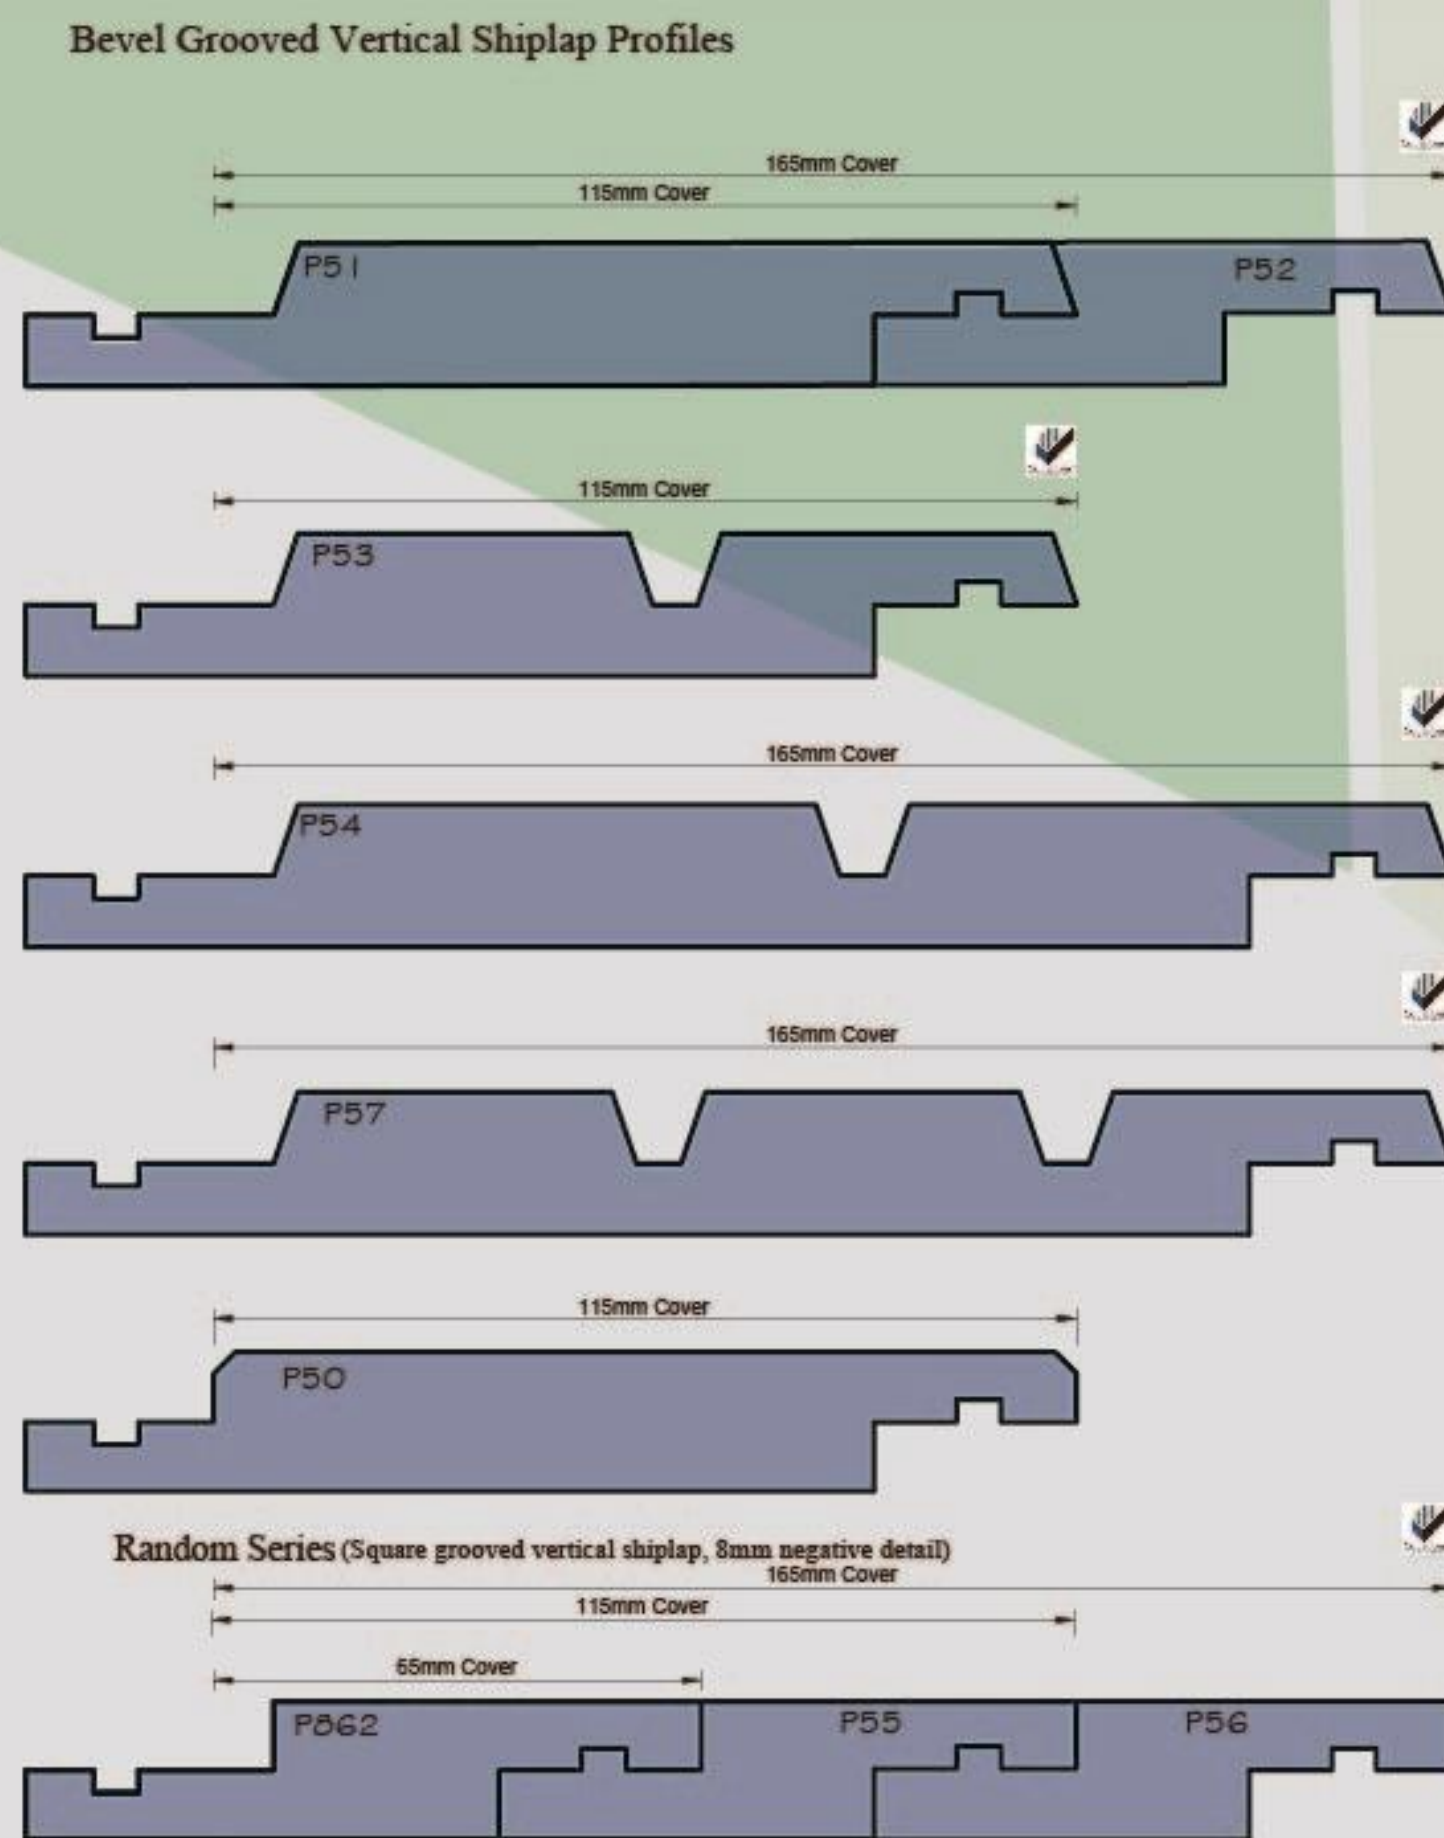 Bevel Grooved Vertical Shiplap Profiles
165mm Cover
115mm Cover
P51
P52
115mm Cover
P53
165mm Cover
P54
165mm Cover
P57
115mm Cover
P50
Random Series (Square grooved vertical shiplap, 8mm negative detail)
165mm Cover
115mm Cover
65mm Cover
P862
P55
P56